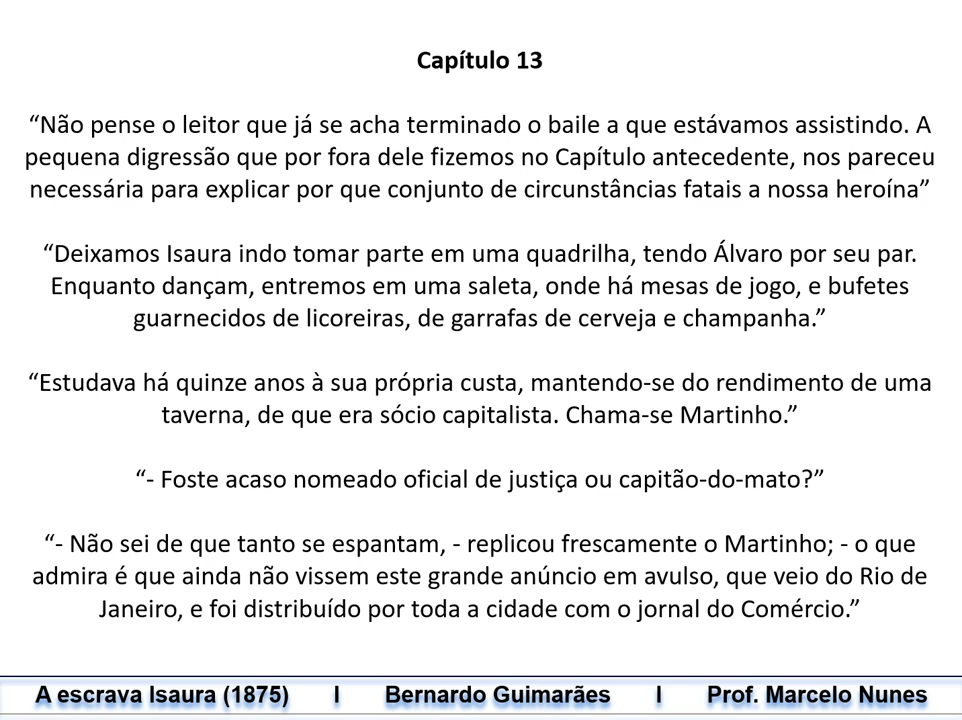 Capítulo 13
“Não pense o leitor que já se acha terminado o baile a que estávamos assistindo. A
pequena digressão que por fora dele fizemos no Capítulo antecedente, nos pareceu
necessária para explicar por que conjunto de circunstâncias fatais a nossa heroína”
“Deixamos Isaura indo tomar parte em uma quadrilha, tendo Álvaro por seu par.
Enquanto dançam, entremos em uma saleta, onde há mesas de jogo, e bufetes
guarnecidos de licoreiras, de garrafas de cerveja e champanha.”
“Estudava há quinze anos à sua própria custa, mantendo-se do rendimento de uma
taverna, de que era sócio capitalista. Chama-se Martinho.”
“- Foste acaso nomeado oficial de justiça ou capitão-do-mato?”
“- Não sei de que tanto se espantam, - replicou frescamente o Martinho; - o que
admira é que ainda não vissem este grande anúncio em avulso, que veio do Rio de
Janeiro, e foi distribuído por toda a cidade com o jornal do Comércio.”
A escrava Isaura (1875) I Bernardo Guimarães I Prof. Marcelo Nunes